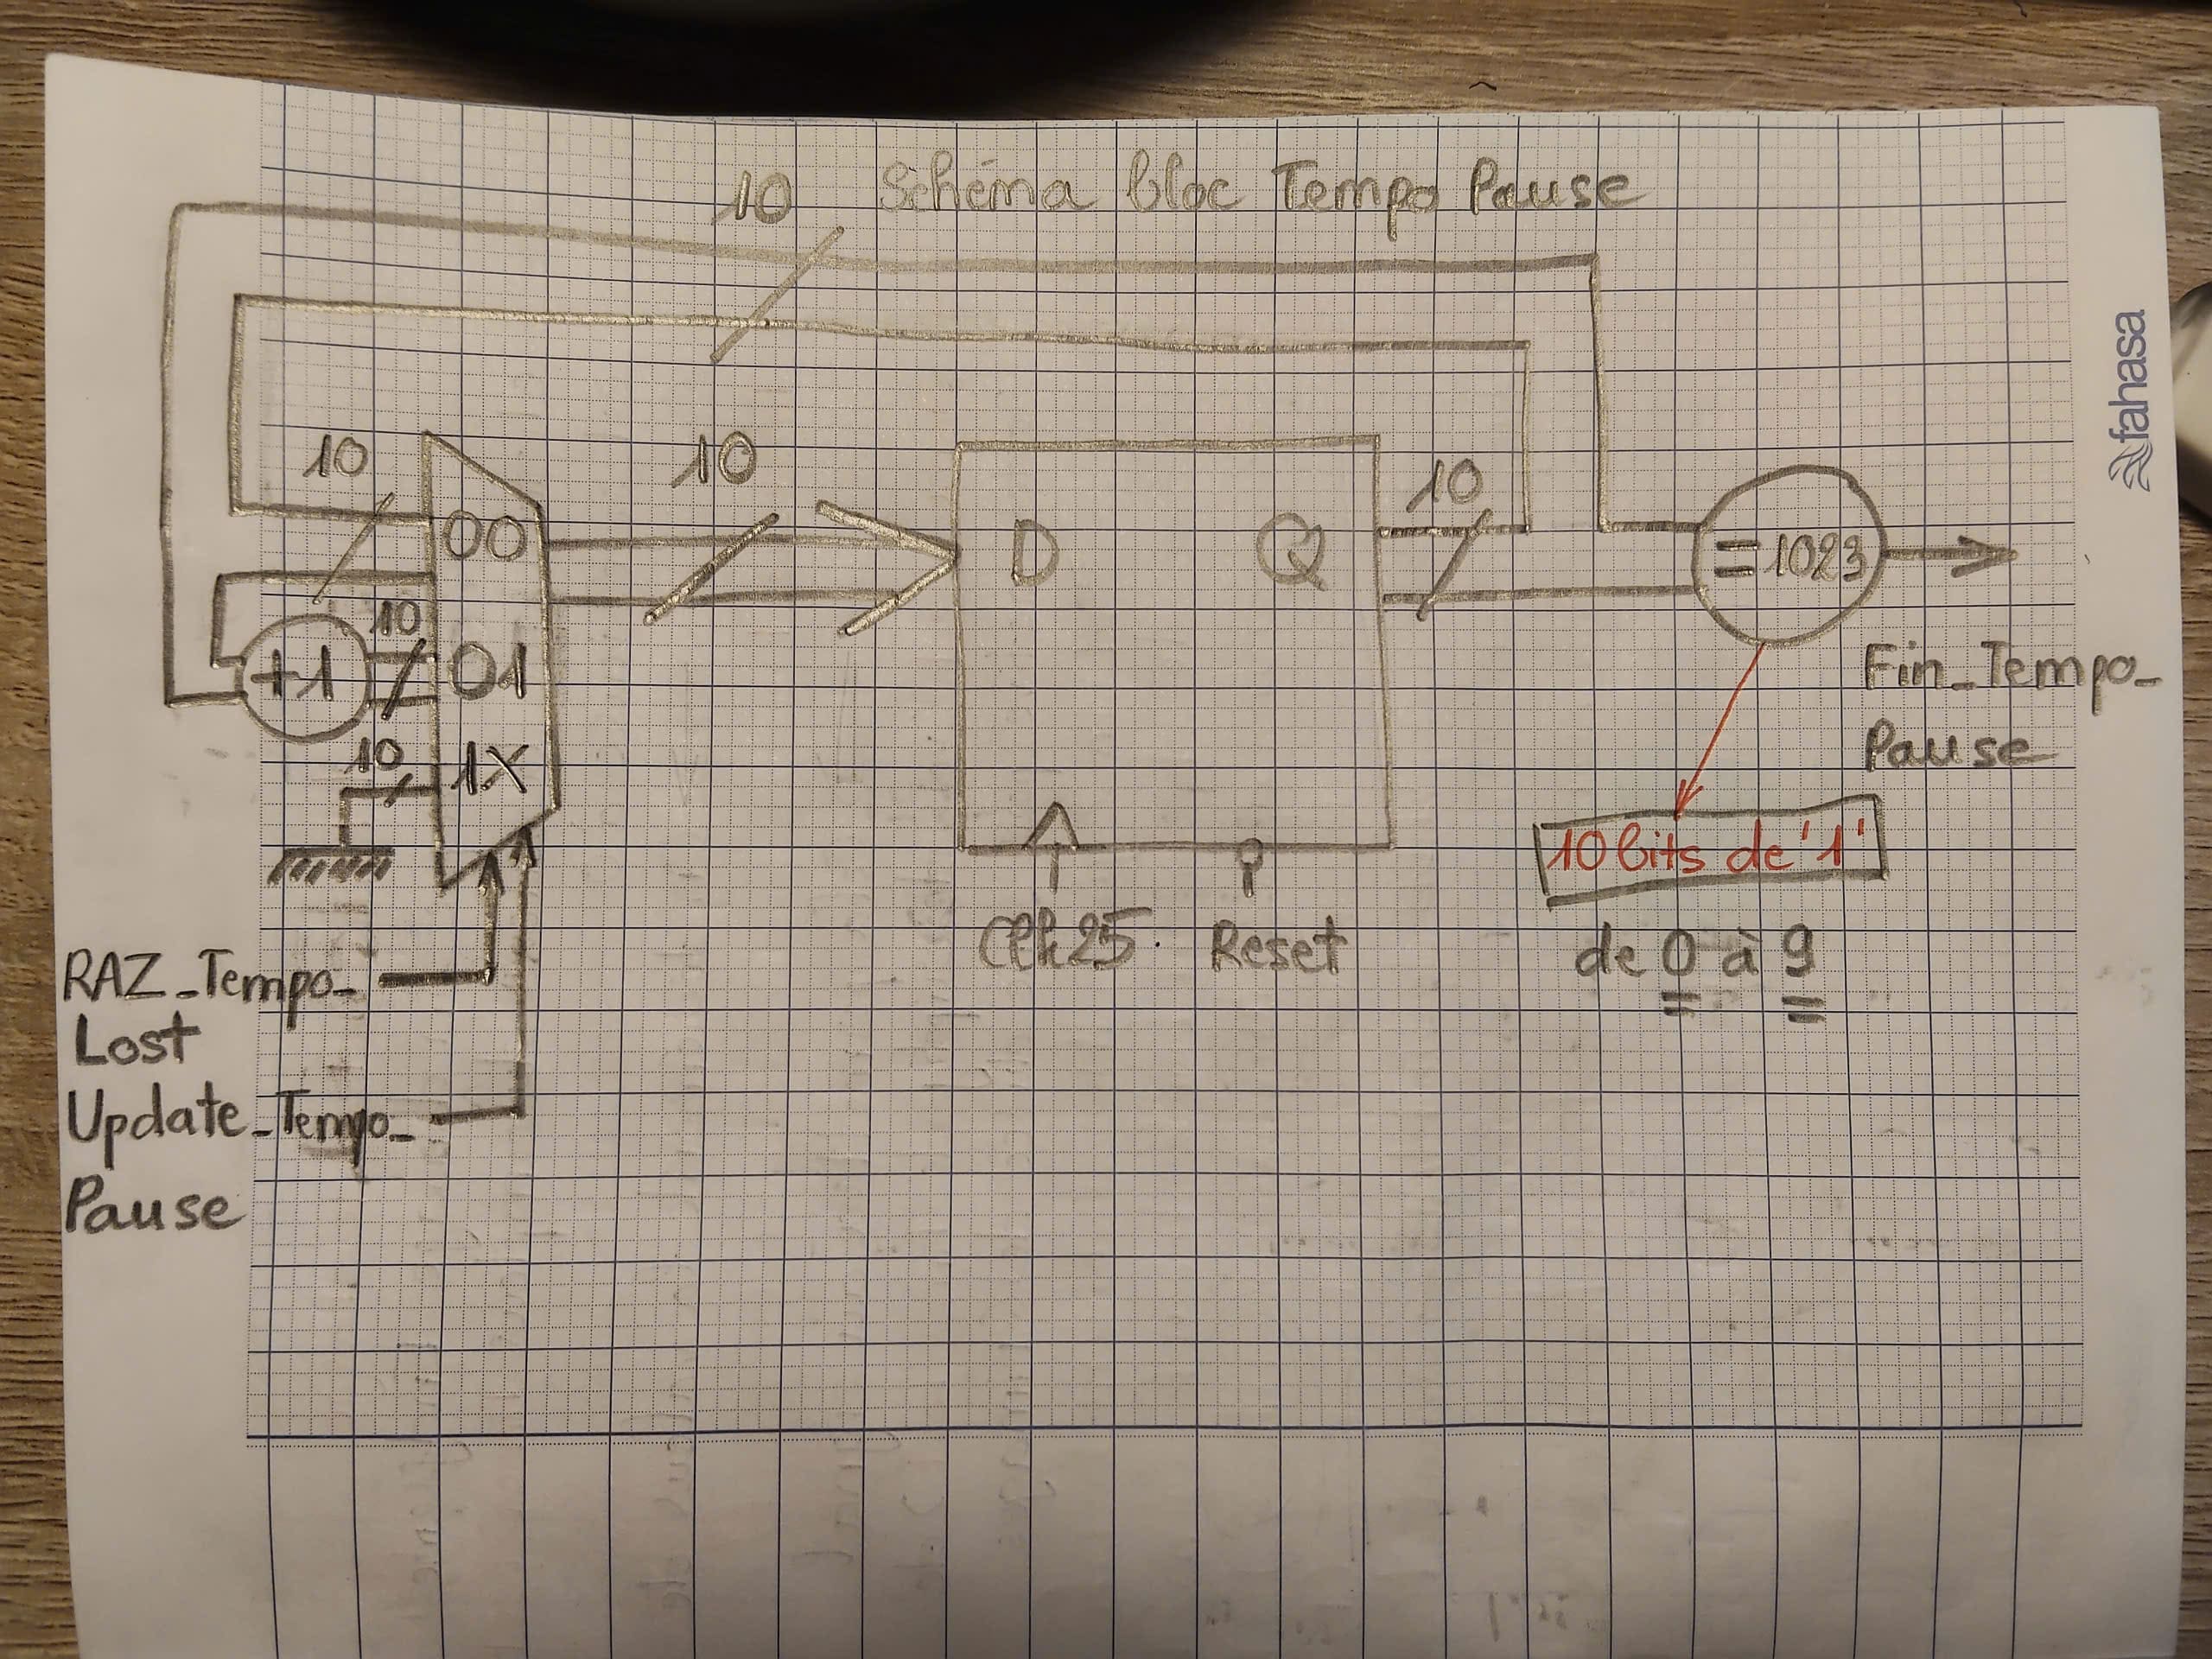 10 Schéma bloc Tempo Pause
fahasa
10
10
10
00
D
Q
=1023
10
+1
01
Fin_Tempo_
Pause
10
1X
10 bits de '1'
de 0 à 9
Clk25
Reset
RAZ_Tempo_
Lost
Update_Tempo_
Pause